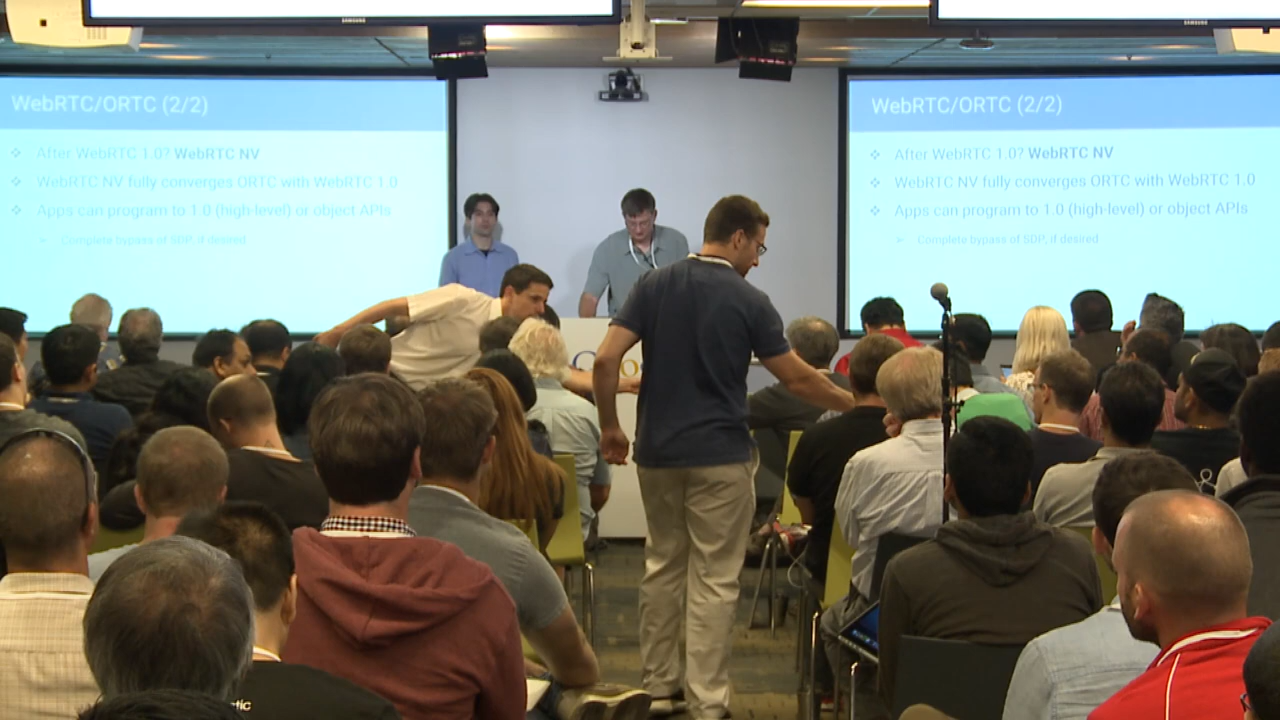 SAMSUNG
SAMSUNG
WebRTC/ORTC (2/2)
After WebRTC 1.0? WebRTC NV
WebRTC NV fully converges ORTC with WebRTC 1.0
Apps can program to 1.0 (high-level) or object APIs
Complete bypass of SDP, if desired
WebRTC/ORTC (2/2)
After WebRTC 1.0? WebRTC NV
WebRTC NV fully converges ORTC with WebRTC 1.0
Apps can program to 1.0 (high-level) or object APIs
Complete bypass of SDP, if desired